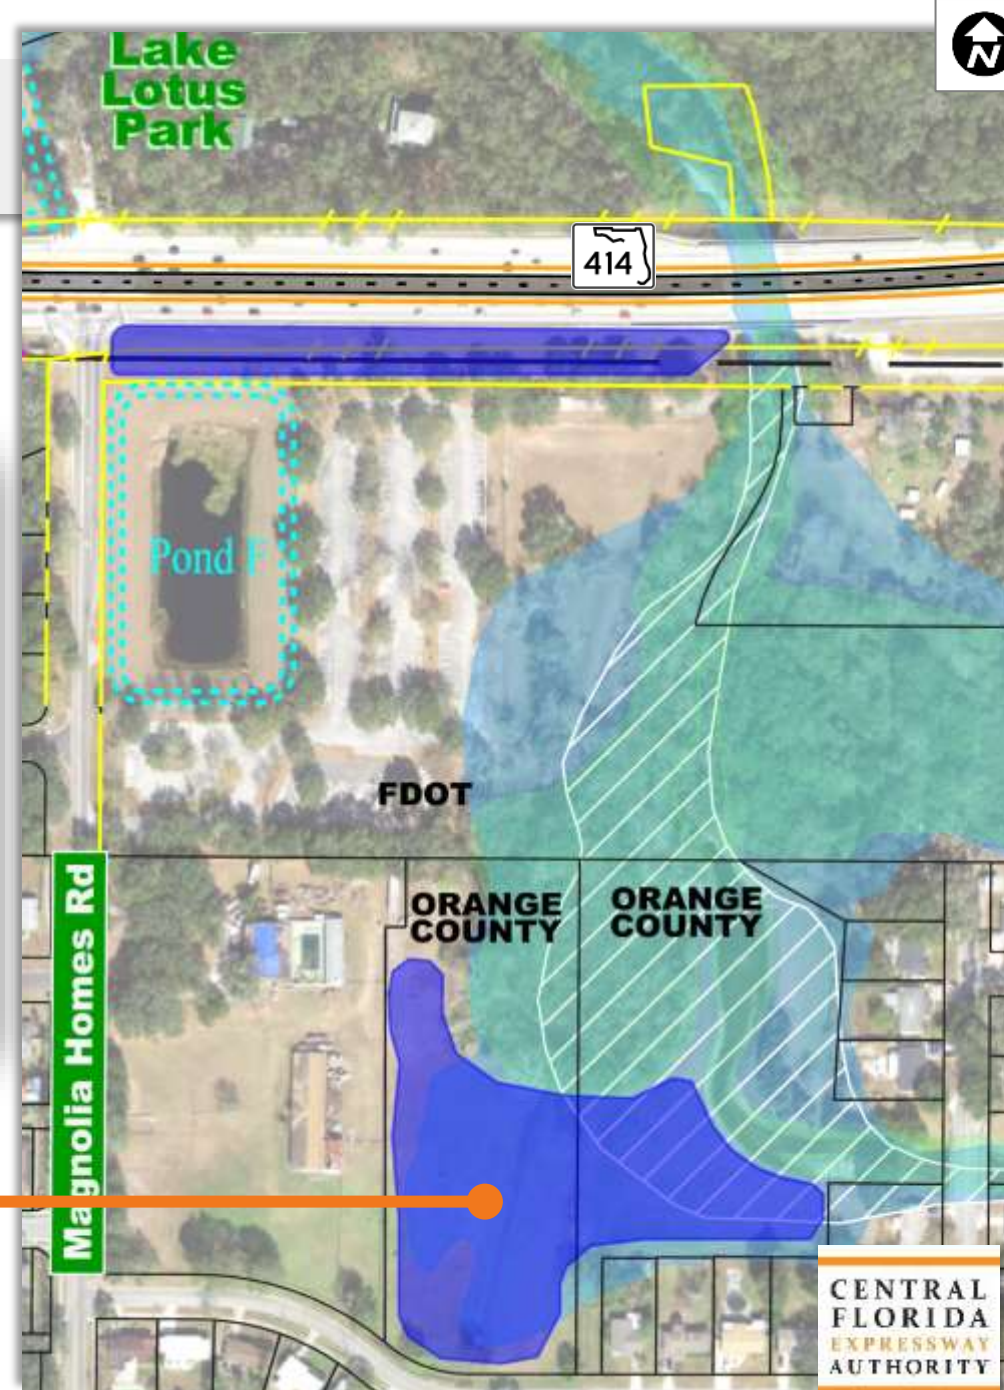 Lake
Lotus
Park
N
414
Pond F
FDOT
ORANGE
COUNTY
ORANGE
COUNTY
Magnolia Homes Rd
CENTRAL
FLORIDA
EXPRESSWAY
AUTHORITY